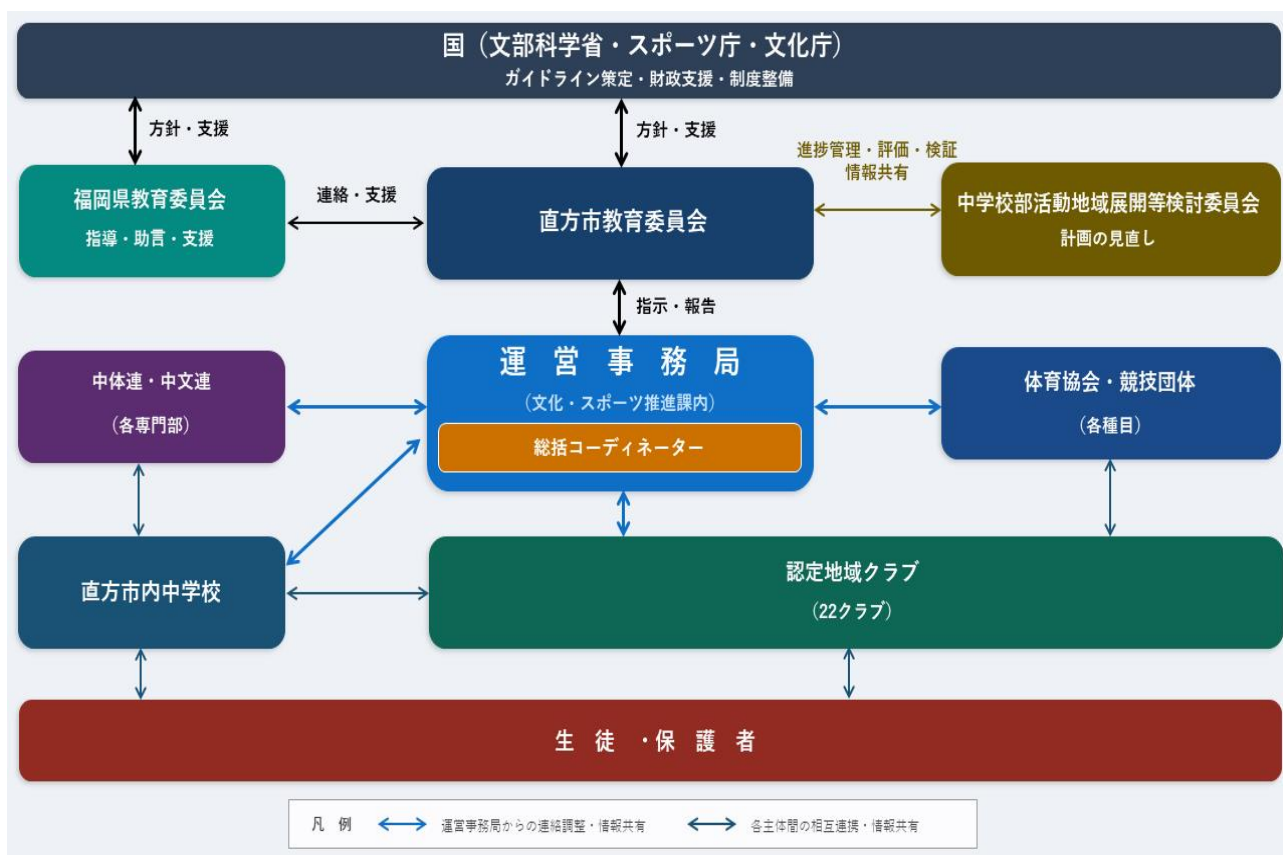 国（文部科学省・スポーツ庁・文化庁）
ガイドライン策定・財政支援・制度整備
方針・支援
方針・支援
進捗管理・評価・検証
情報共有
福岡県教育委員会
指導・助言・支援
連絡・支援
直方市教育委員会
中学校部活動地域展開等検討委員会
計画の見直し
指示・報告
中体連・中文連
（各専門部）
運 営 事 務 局
（文化・スポーツ推進課内）
総括コーディネーター
体育協会・競技団体
（各種目）
直方市内中学校
認定地域クラブ
（22クラブ）
生 徒 ・保 護 者
凡 例
運営事務局からの連絡調整・情報共有
各主体間の相互連携・情報共有